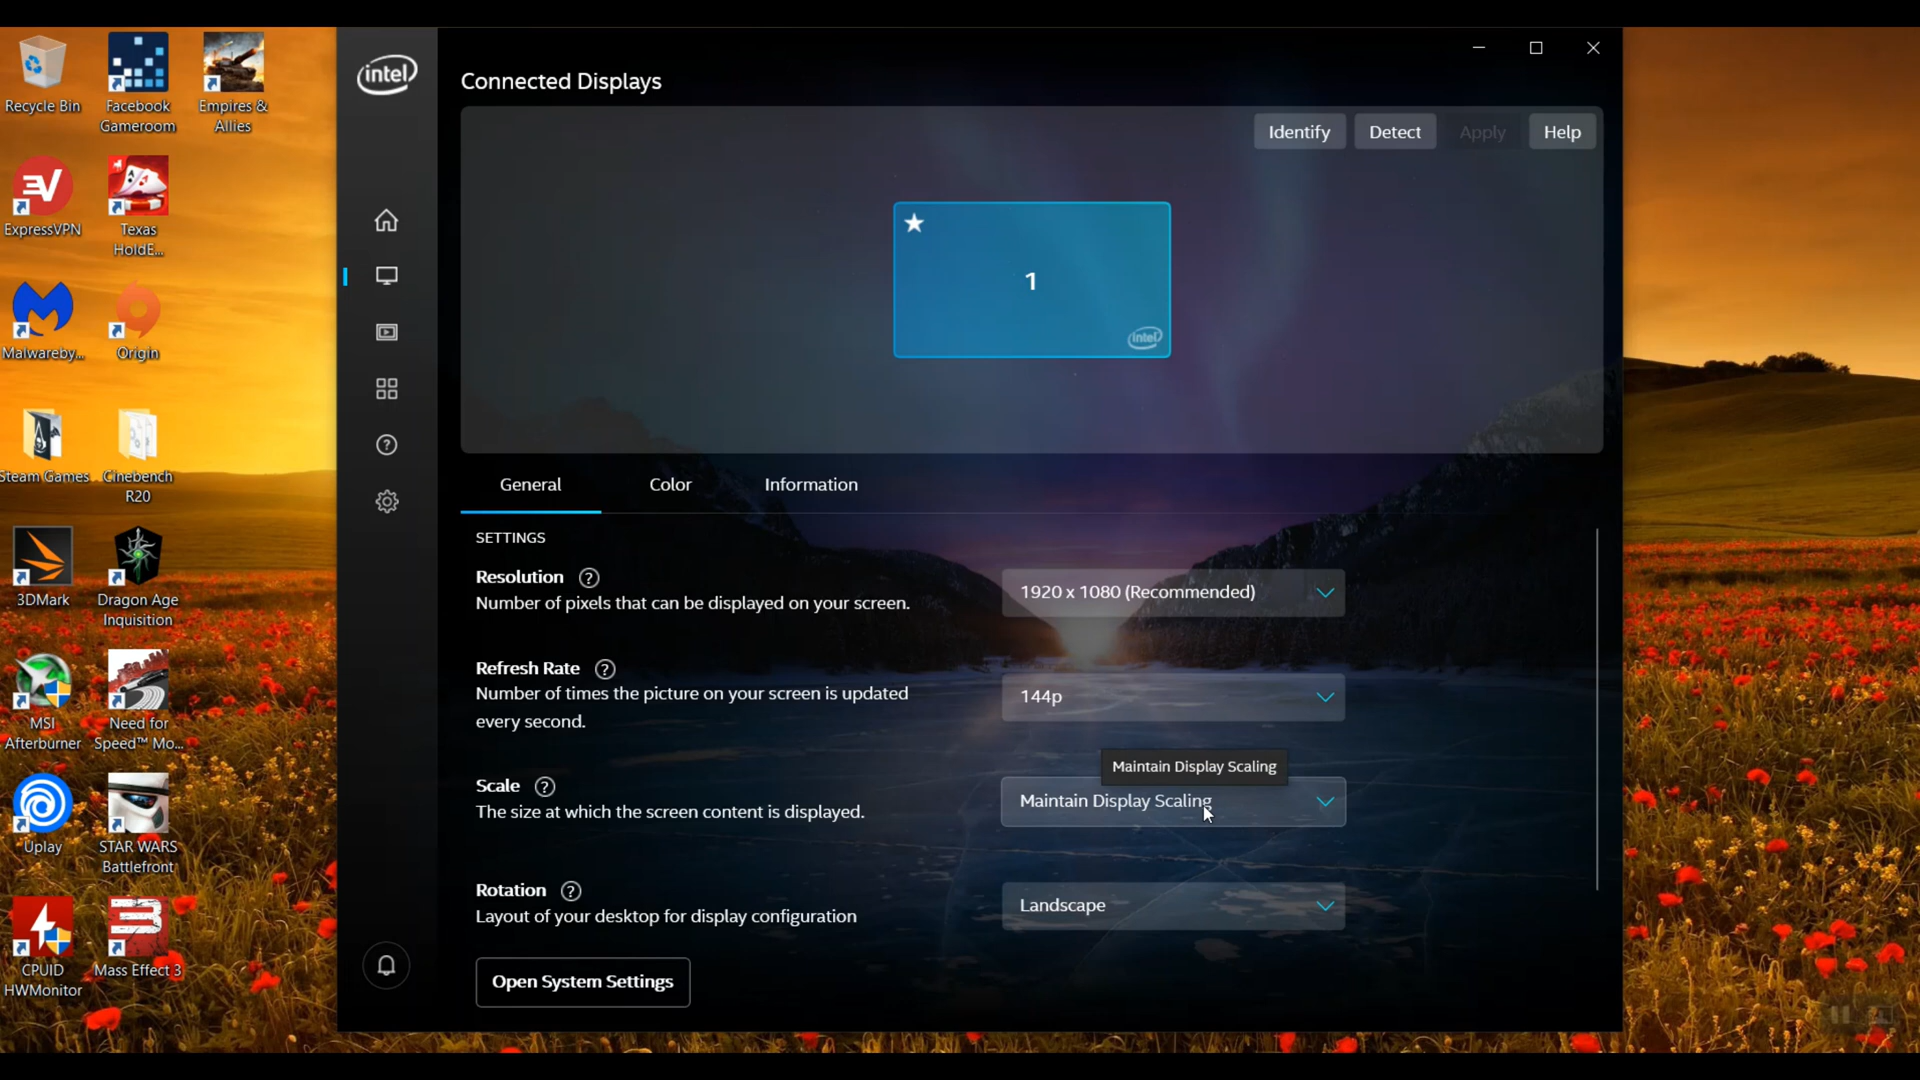 Recycle Bin
Facebook
Gameroom
Empires &
Allies
ExpressVPN
Texas
HoldE...
Malwareby...
Origin
Steam Games
Cinebench
R20
3DMark
Dragon Age
Inquisition
MSI
Afterburner
Need for
Speed™ Mo...
Uplay
STAR WARS
Battlefront
CPUID
HWMonitor
Mass Effect 3
intel
Connected Displays
Identify
Detect
Apply
Help
1
intel
General
Color
Information
SETTINGS
Resolution ?
Number of pixels that can be displayed on your screen.
1920 x 1080 (Recommended)
Refresh Rate ?
Number of times the picture on your screen is updated
every second.
144p
Maintain Display Scaling
Scale ?
The size at which the screen content is displayed.
Maintain Display Scaling
Rotation ?
Layout of your desktop for display configuration
Landscape
Open System Settings